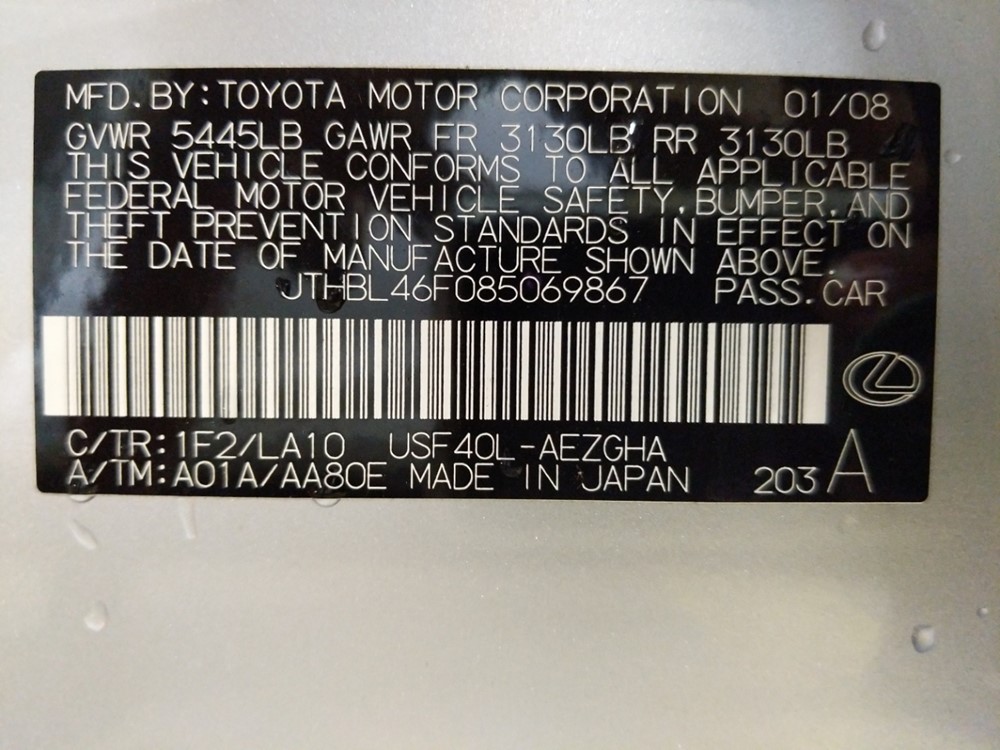 MFD. BY: TOYOTA MOTOR CORPORATION 01/08
GVWR 5445LB GAWR FR 3130LB RR 3130LB
THIS VEHICLE CONFORMS TO ALL APPLICABLE
FEDERAL MOTOR VEHICLE SAFETY, BUMPER, AND
THEFT PREVENTION STANDARDS IN EFFECT ON
THE DATE OF MANUFACTURE SHOWN ABOVE.
JTHBL46F085069867 PASS. CAR
C/TR: 1F2/LA10 USF40L-AEZGHA
A/TM: A01A/AA80E MADE IN JAPAN 203 A